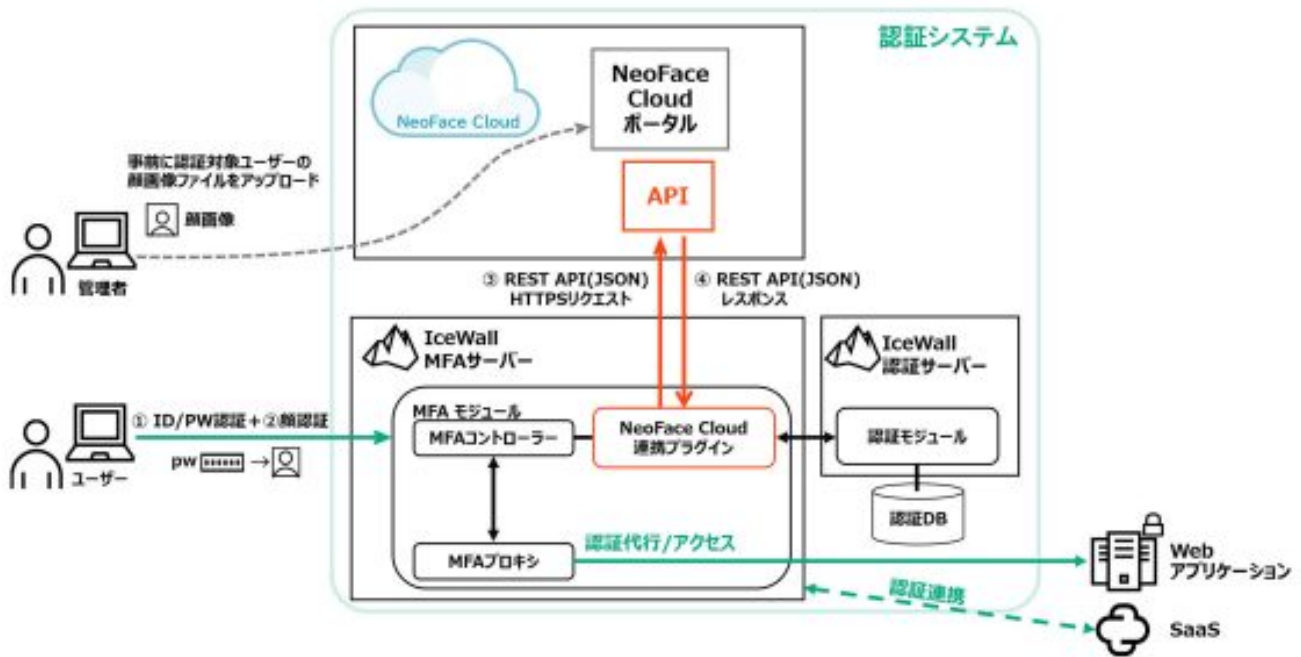 認証システム
NeoFace Cloud
NeoFace
Cloud
ポータル
API
事前に認証対象ユーザーの
顔画像ファイルをアップロード
顔画像
管理者
③ REST API(JSON)
HTTPSリクエスト
④ REST API(JSON)
レスポンス
IceWall
MFAサーバー
IceWall
認証サーバー
① ID/PW認証+②顔認証
pw
ユーザー
MFA モジュール
MFAコントローラー
NeoFace Cloud
連携プラグイン
認証モジュール
認証DB
MFAプロキシ
認証代行/アクセス
Web
アプリケーション
認証連携
SaaS